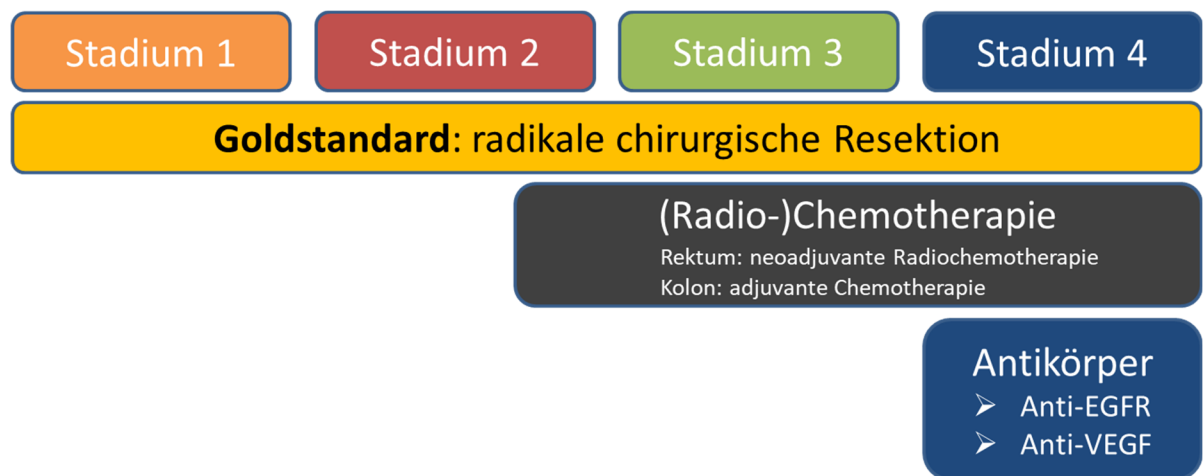 Stadium 1
Stadium 2
Stadium 3
Stadium 4
Goldstandard: radikale chirurgische Resektion
(Radio-)Chemotherapie
Rektum: neoadjuvante Radiochemotherapie
Kolon: adjuvante Chemotherapie
Antikörper
➢ Anti-EGFR
➢ Anti-VEGF